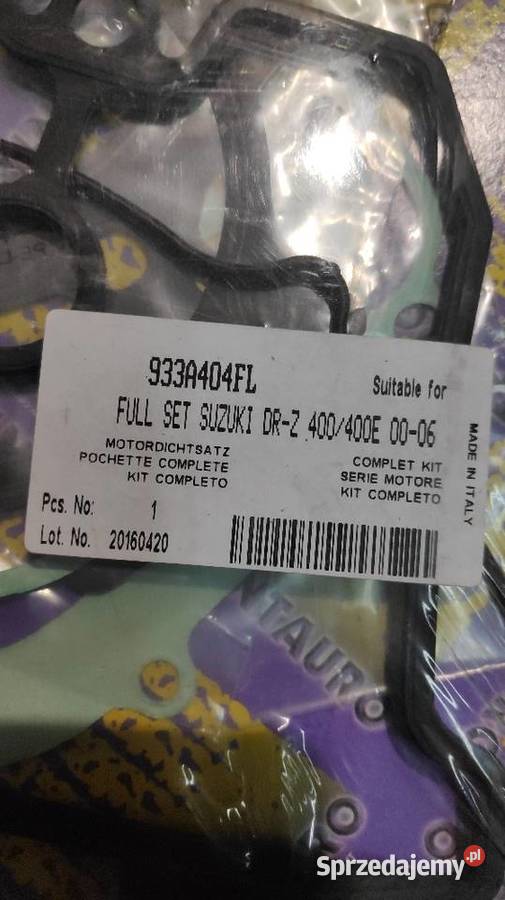 933A404FL
Suitable for
FULL SET SUZUKI DR-Z 400/400E 00-06
MOTORDICHTSATZ
POCHETTE COMPLETE
KIT COMPLETO
COMPLET KIT
SERIE MOTORE
KIT COMPLETO
MADE IN ITALY
Pcs. No: 1
Lot. No. 20160420
NTAURO
Sprzedajemy.pl